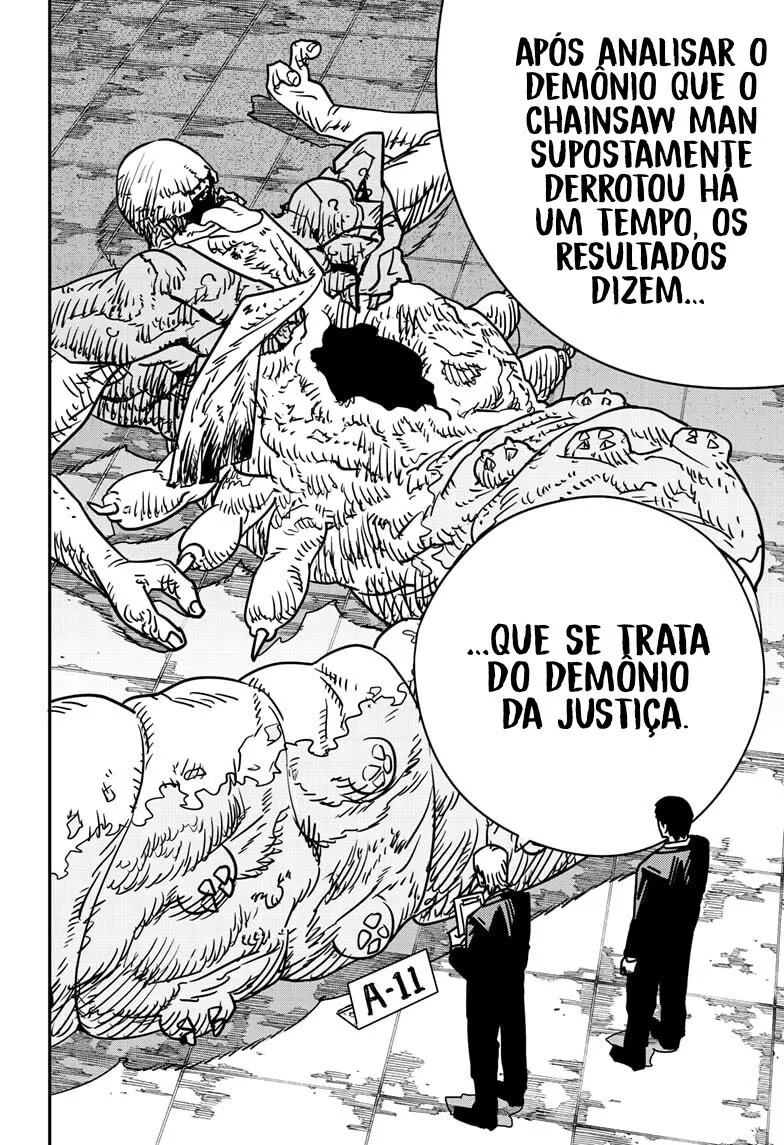 APÓS ANALISAR O
DEMÔNIO QUE O
CHAINSAW MAN
SUPOSTAMENTE
DERROTOU HÁ
UM TEMPO, OS
RESULTADOS
DIZEM...
...QUE SE TRATA
DO DEMÔNIO
DA JUSTIÇA.
A-11